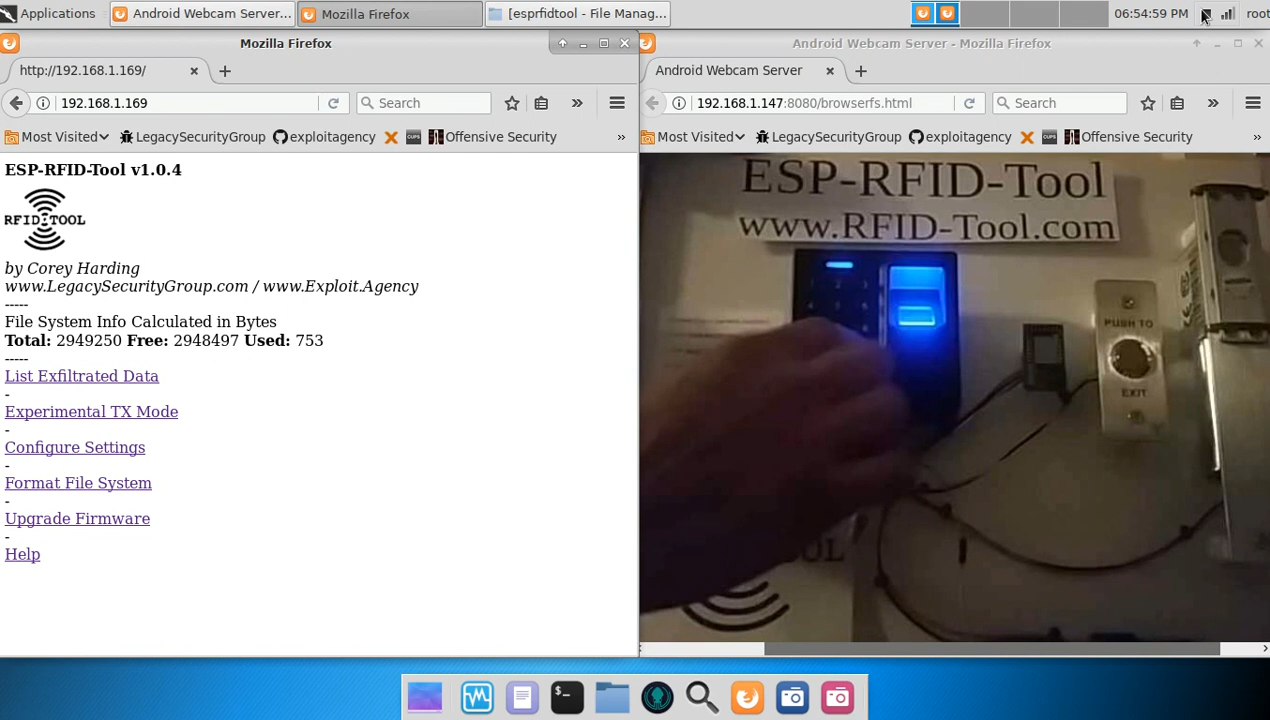 Applications
Android Webcam Server...
Mozilla Firefox
[esprfidtool - File Manag...
06:54:59 PM
root
Mozilla Firefox
http://192.168.1.169/
192.168.1.169
Search
Most Visited
LegacySecurityGroup
exploitagency
CUPS
Offensive Security
»
ESP-RFID-Tool v1.0.4
RFID TOOL
by Corey Harding
www.LegacySecurityGroup.com / www.Exploit.Agency
-----
File System Info Calculated in Bytes
Total: 2949250 Free: 2948497 Used: 753
-----
List Exfiltrated Data
-
Experimental TX Mode
-
Configure Settings
-
Format File System
-
Upgrade Firmware
-
Help
Android Webcam Server - Mozilla Firefox
Android Webcam Server
192.168.1.147:8080/browserfs.html
Search
Most Visited
LegacySecurityGroup
exploitagency
CUPS
Offensive Security
»
ESP-RFID-Tool
www.RFID-Tool.com
PUSH TO
EXIT